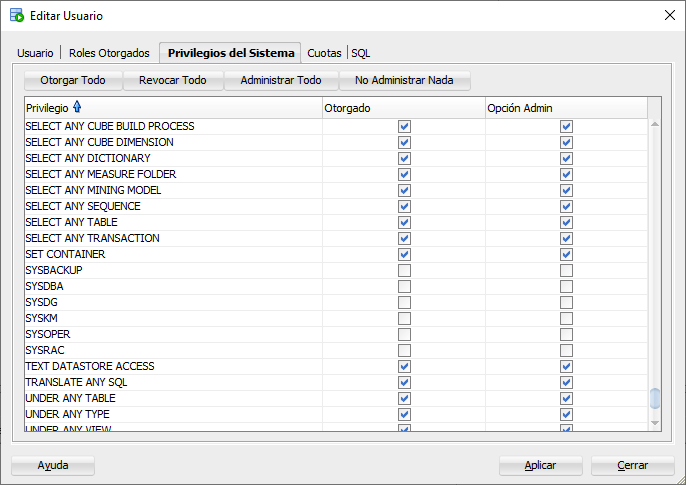 Editar Usuario
Usuario Roles Otorgados Privilegios del Sistema Cuotas SQL
Otorgar Todo Revocar Todo Administrar Todo No Administrar Nada
Privilegio Otorgado Opción Admin
SELECT ANY CUBE BUILD PROCESS
SELECT ANY CUBE DIMENSION
SELECT ANY DICTIONARY
SELECT ANY MEASURE FOLDER
SELECT ANY MINING MODEL
SELECT ANY SEQUENCE
SELECT ANY TABLE
SELECT ANY TRANSACTION
SET CONTAINER
SYSBACKUP
SYSDBA
SYSDG
SYSKM
SYSOPER
SYSRAC
TEXT DATASTORE ACCESS
TRANSLATE ANY SQL
UNDER ANY TABLE
UNDER ANY TYPE
UNDER ANY VIEW
Ayuda Aplicar Cerrar